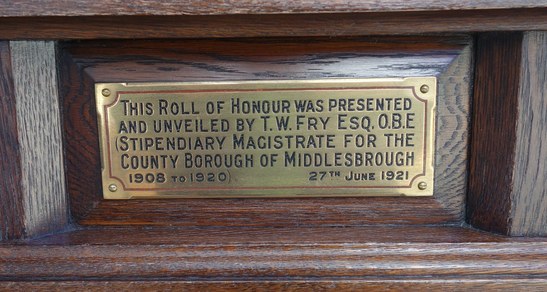 THIS ROLL OF HONOUR WAS PRESENTED
AND UNVEILED BY T.W. FRY ESQ. O.B.E
(STIPENDIARY MAGISTRATE FOR THE
COUNTY BOROUGH OF MIDDLESBROUGH
1908 TO 1920) 27TH JUNE 1921